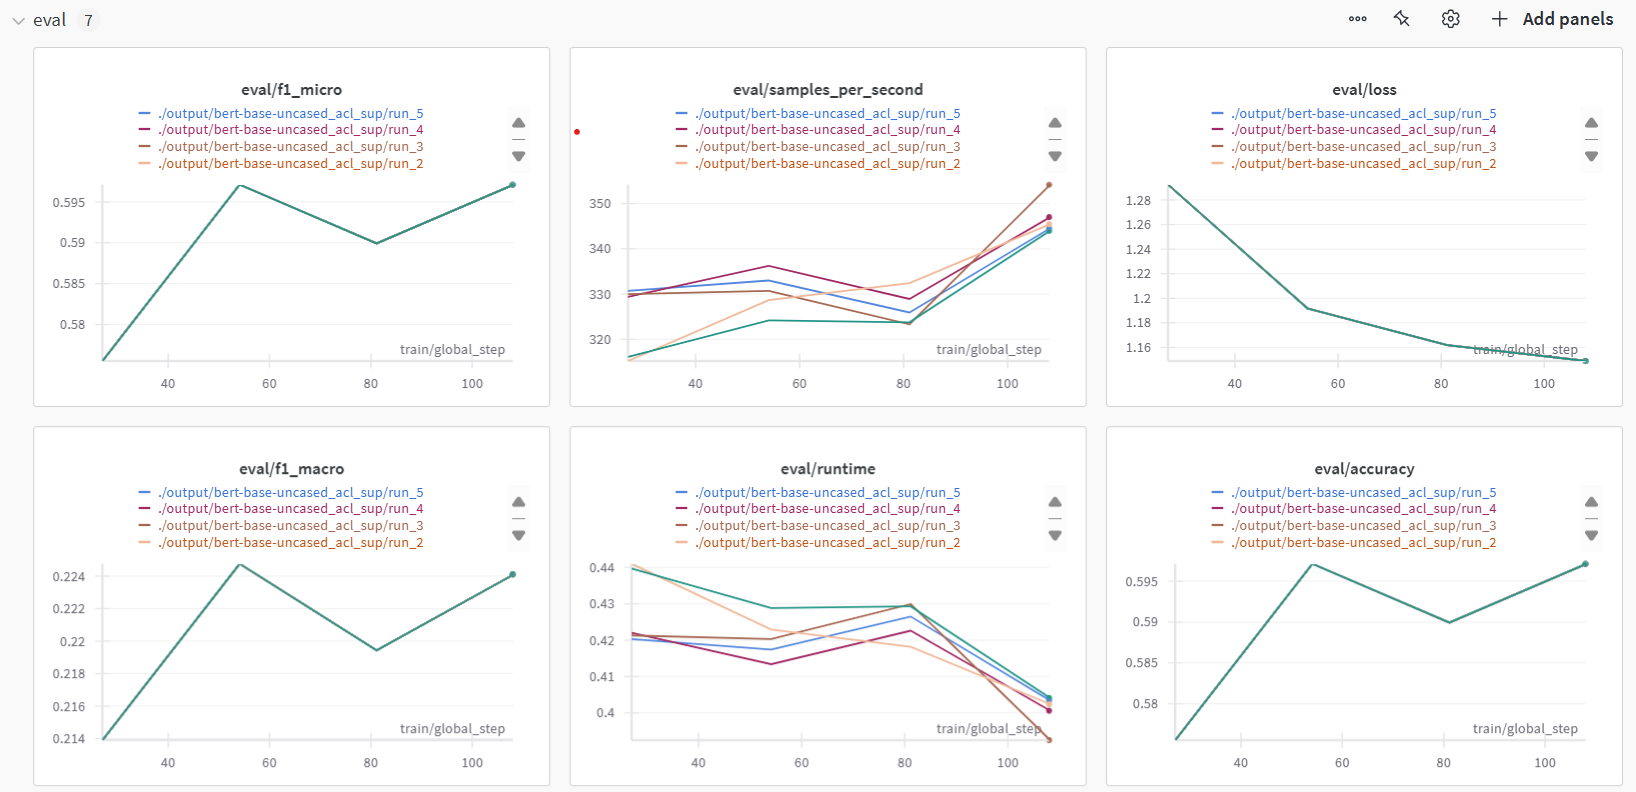 eval 7
Add panels
eval/f1_micro
./output/bert-base-uncased_acl_sup/run_5
./output/bert-base-uncased_acl_sup/run_4
./output/bert-base-uncased_acl_sup/run_3
./output/bert-base-uncased_acl_sup/run_2
0.595
0.59
0.585
0.58
train/global_step
40 60 80 100
eval/samples_per_second
./output/bert-base-uncased_acl_sup/run_5
./output/bert-base-uncased_acl_sup/run_4
./output/bert-base-uncased_acl_sup/run_3
./output/bert-base-uncased_acl_sup/run_2
350
340
330
320
train/global_step
40 60 80 100
eval/loss
./output/bert-base-uncased_acl_sup/run_5
./output/bert-base-uncased_acl_sup/run_4
./output/bert-base-uncased_acl_sup/run_3
./output/bert-base-uncased_acl_sup/run_2
1.28
1.26
1.24
1.22
1.2
1.18
1.16
train/global_step
40 60 80 100
eval/f1_macro
./output/bert-base-uncased_acl_sup/run_5
./output/bert-base-uncased_acl_sup/run_4
./output/bert-base-uncased_acl_sup/run_3
./output/bert-base-uncased_acl_sup/run_2
0.224
0.222
0.22
0.218
0.216
0.214
train/global_step
40 60 80 100
eval/runtime
./output/bert-base-uncased_acl_sup/run_5
./output/bert-base-uncased_acl_sup/run_4
./output/bert-base-uncased_acl_sup/run_3
./output/bert-base-uncased_acl_sup/run_2
0.44
0.43
0.42
0.41
0.4
train/global_step
40 60 80 100
eval/accuracy
./output/bert-base-uncased_acl_sup/run_5
./output/bert-base-uncased_acl_sup/run_4
./output/bert-base-uncased_acl_sup/run_3
./output/bert-base-uncased_acl_sup/run_2
0.595
0.59
0.585
0.58
train/global_step
40 60 80 100